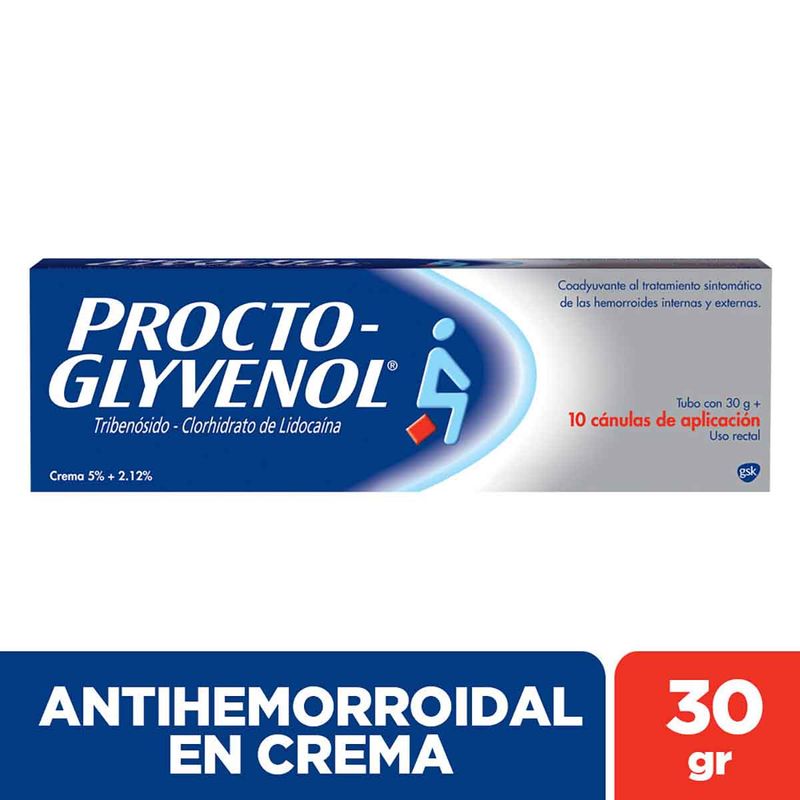 PROCTO-
GLYVENOL®
Tribenósido - Clorhidrato de Lidocaína
Crema 5% + 2.12%
Coadyuvante al tratamiento sintomático
de las hemorroides internas y externas.
Tubo con 30 g +
10 cánulas de aplicación
Uso rectal
gsk
ANTIHEMORROIDAL
EN CREMA
30
gr